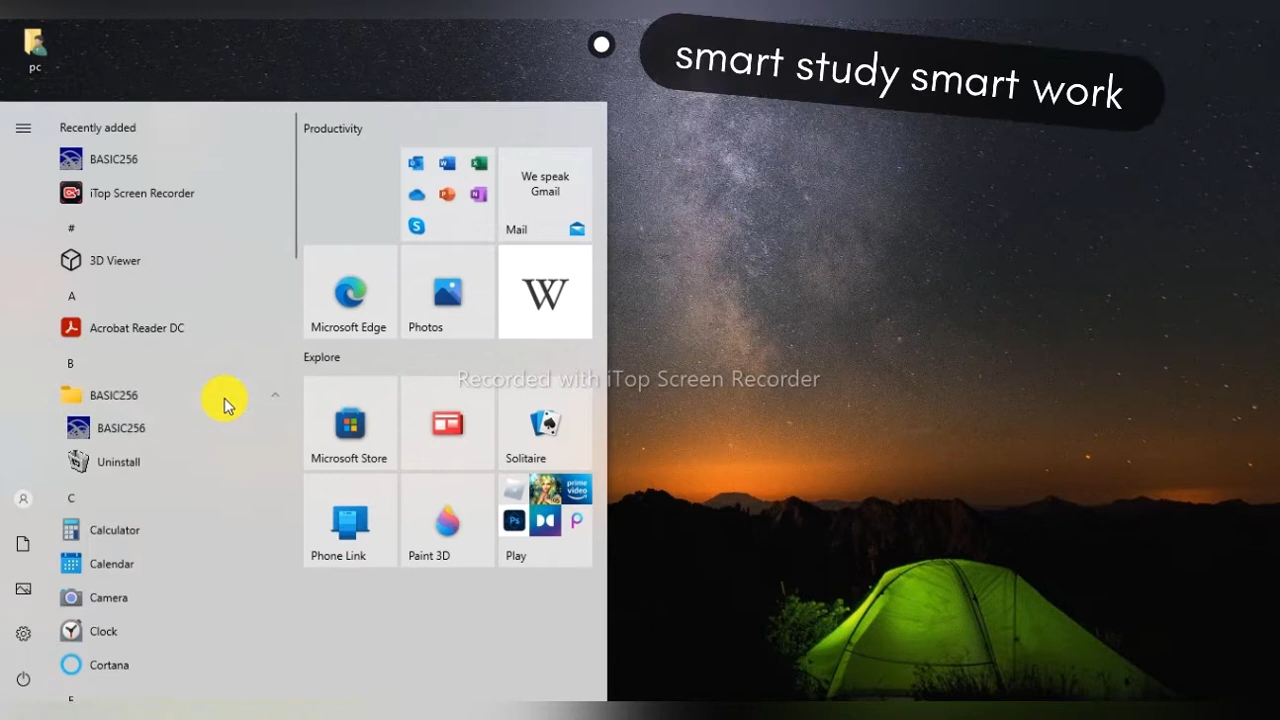 pc
smart study smart work
Recently added
BASIC256
iTop Screen Recorder
#
3D Viewer
A
Acrobat Reader DC
B
BASIC256
BASIC256
Uninstall
C
Calculator
Calendar
Camera
Clock
Cortana
Productivity
We speak
Gmail
Mail
Microsoft Edge
Photos
W
Explore
Microsoft Store
Solitaire
Phone Link
Paint 3D
prime
video
Ps
Play
Recorded with iTop Screen Recorder